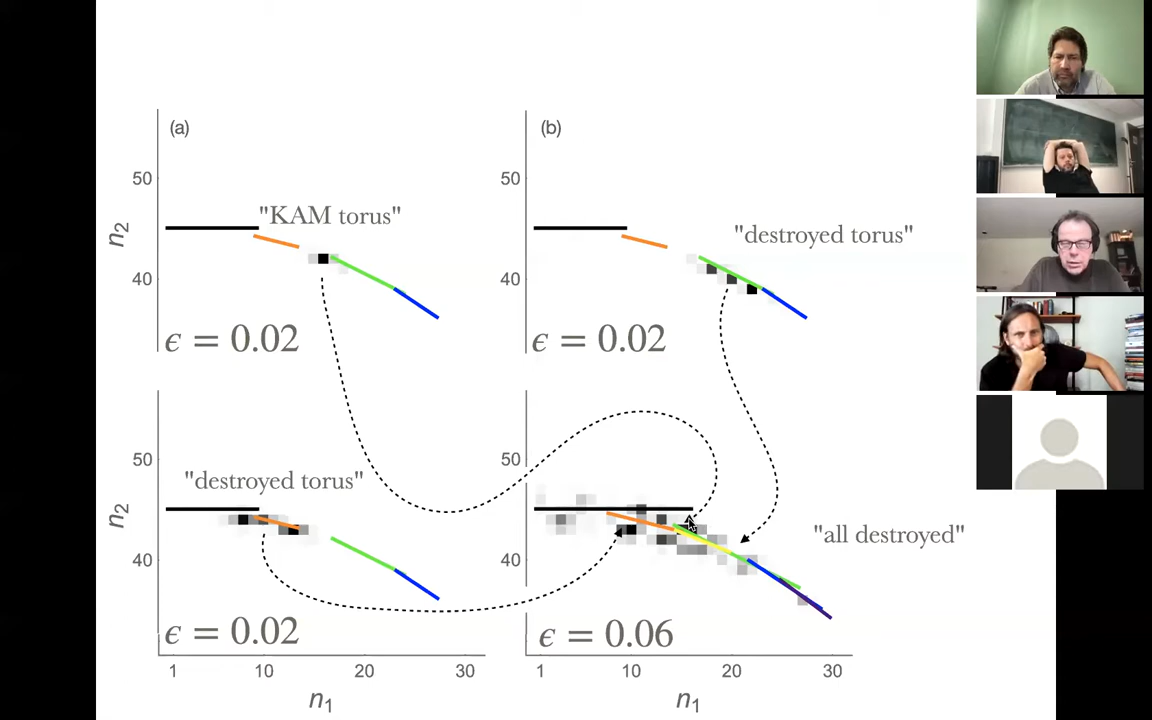 (a)
(b)
50
50
"KAM torus"
"destroyed torus"
n₂
40
40
ϵ = 0.02
ϵ = 0.02
50
50
"destroyed torus"
n₂
"all destroyed"
40
40
ϵ = 0.02
ϵ = 0.06
1 10 20 30
1 10 20 30
n₁
n₁